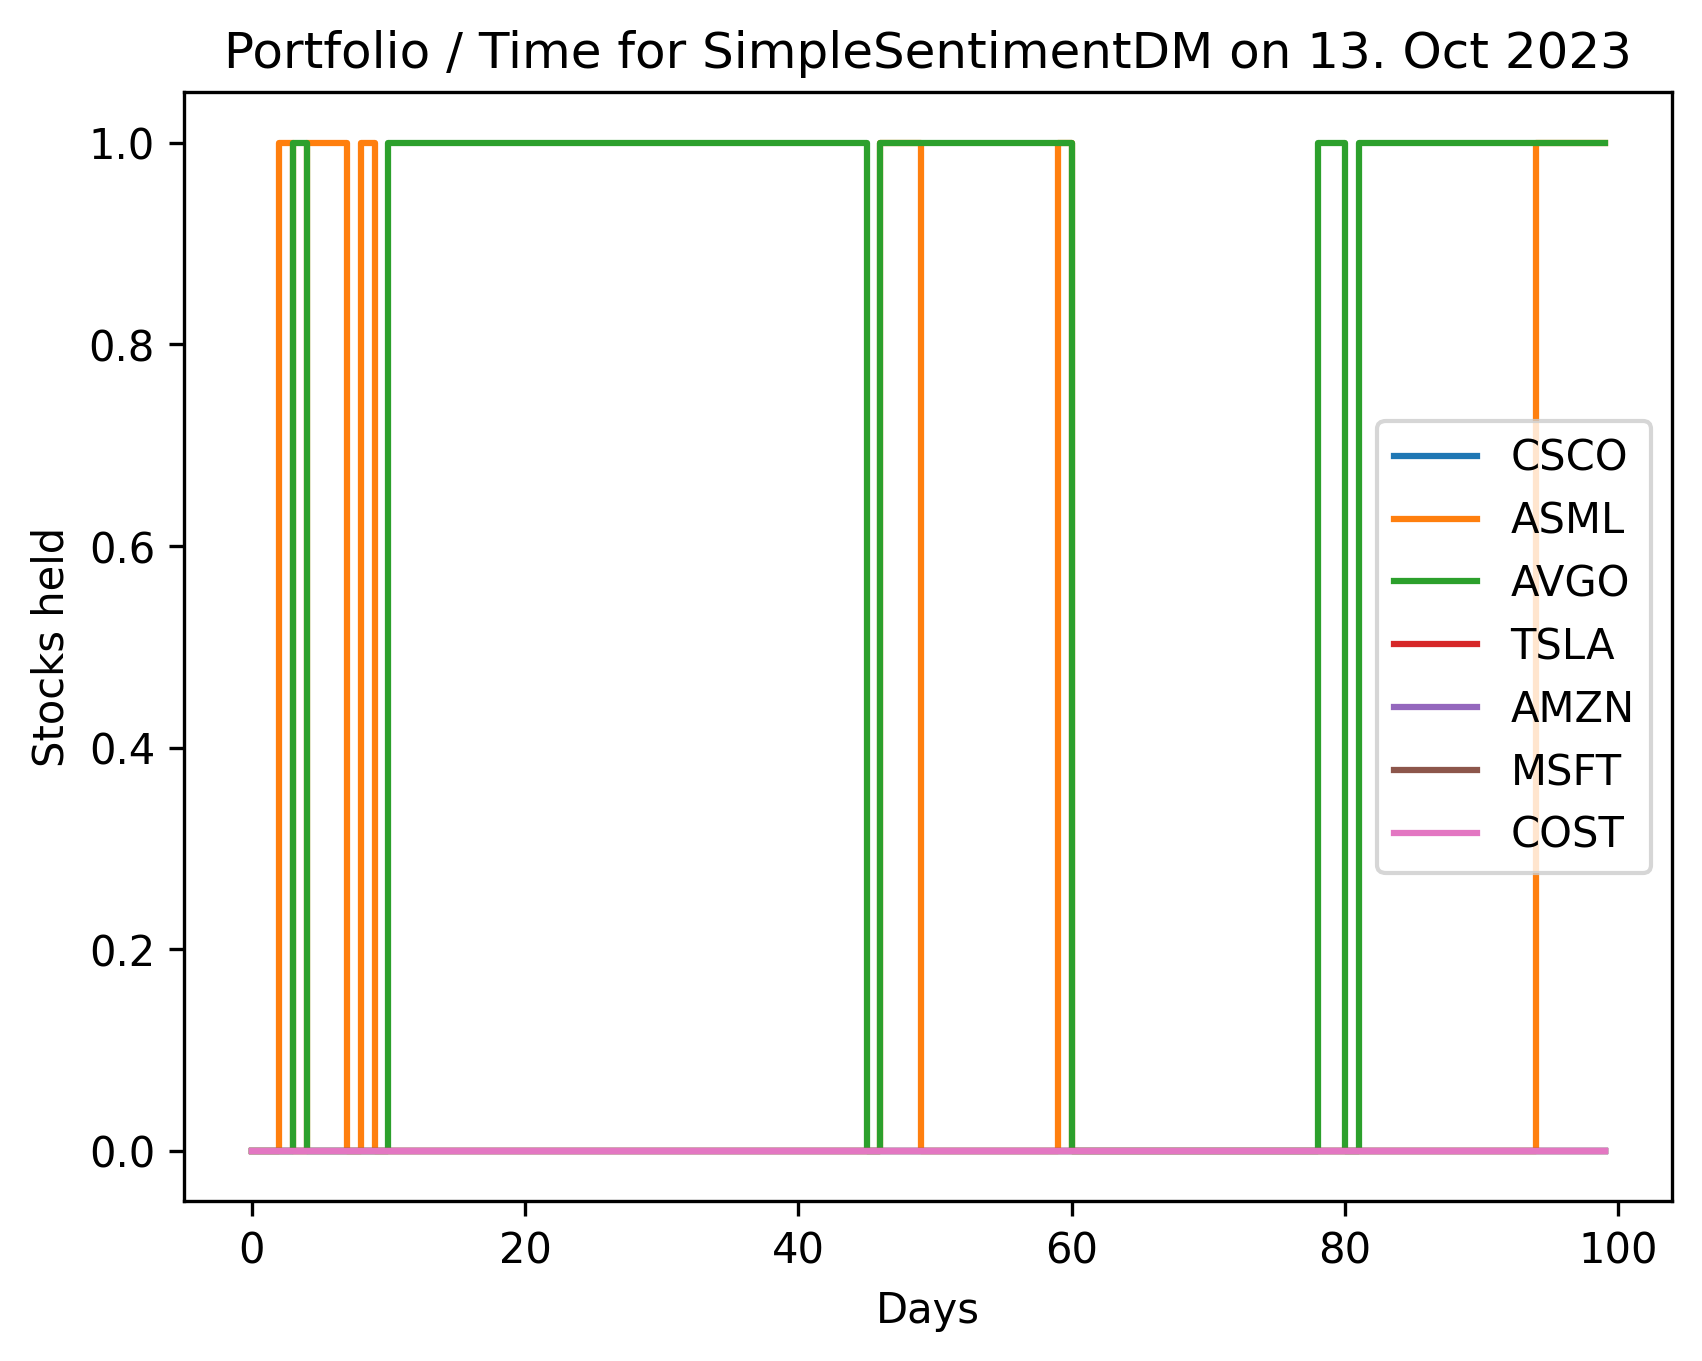 Portfolio / Time for SimpleSentimentDM on 13. Oct 2023
1.0
0.8
0.6
0.4
0.2
0.0
Stocks held
CSCO
ASML
AVGO
TSLA
AMZN
MSFT
COST
0 20 40 60 80 100
Days